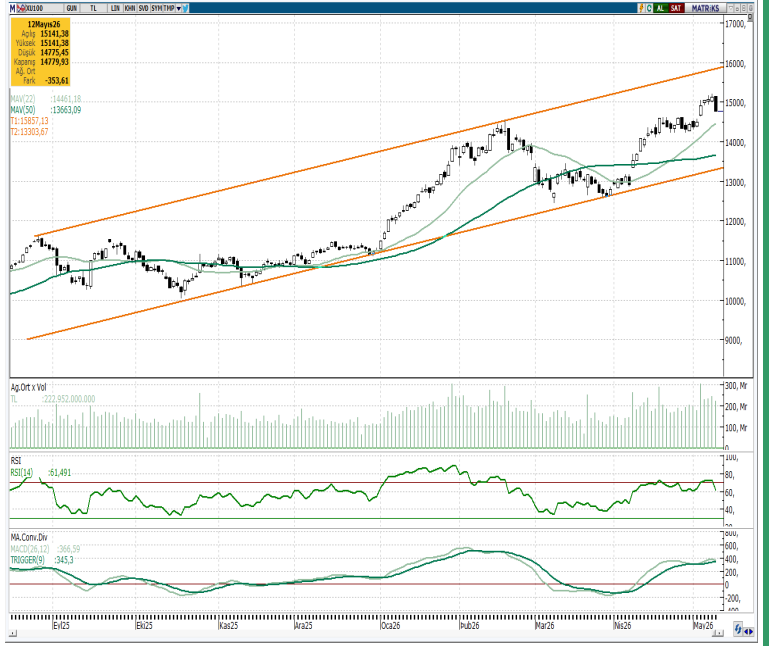 M XU100 GÜN TL LIN KHN SVD SYM TMP C AL SAT MATRİKS
12Mayıs26
Açılış 15141,38
Yüksek 15141,38
Düşük 14775,45
Kapanış 14779,93
Ağ. Ort
Fark -353,61
MAV(22) :14461,18
MAV(50) :13663,09
T1:15857,13
T2:13303,67
17000,
16000,
15000,
14000,
13000,
12000,
11000,
10000,
9000,
Ag.Ort x Vol
TL :222.952.000.000
300, Mr
200, Mr
100, Mr
0
RSI
RSI(14) :61,491
100,
80,
60,
40,
20
MA.Conv.Div
MACD(26,12) :366,59
TRIGGER(9) :345,3
800,
600,
400,
200,
0
-200,
-400
Eyl25 Eki25 Kas25 Ara25 Oca26 Şub26 Mar26 Nis26 May26